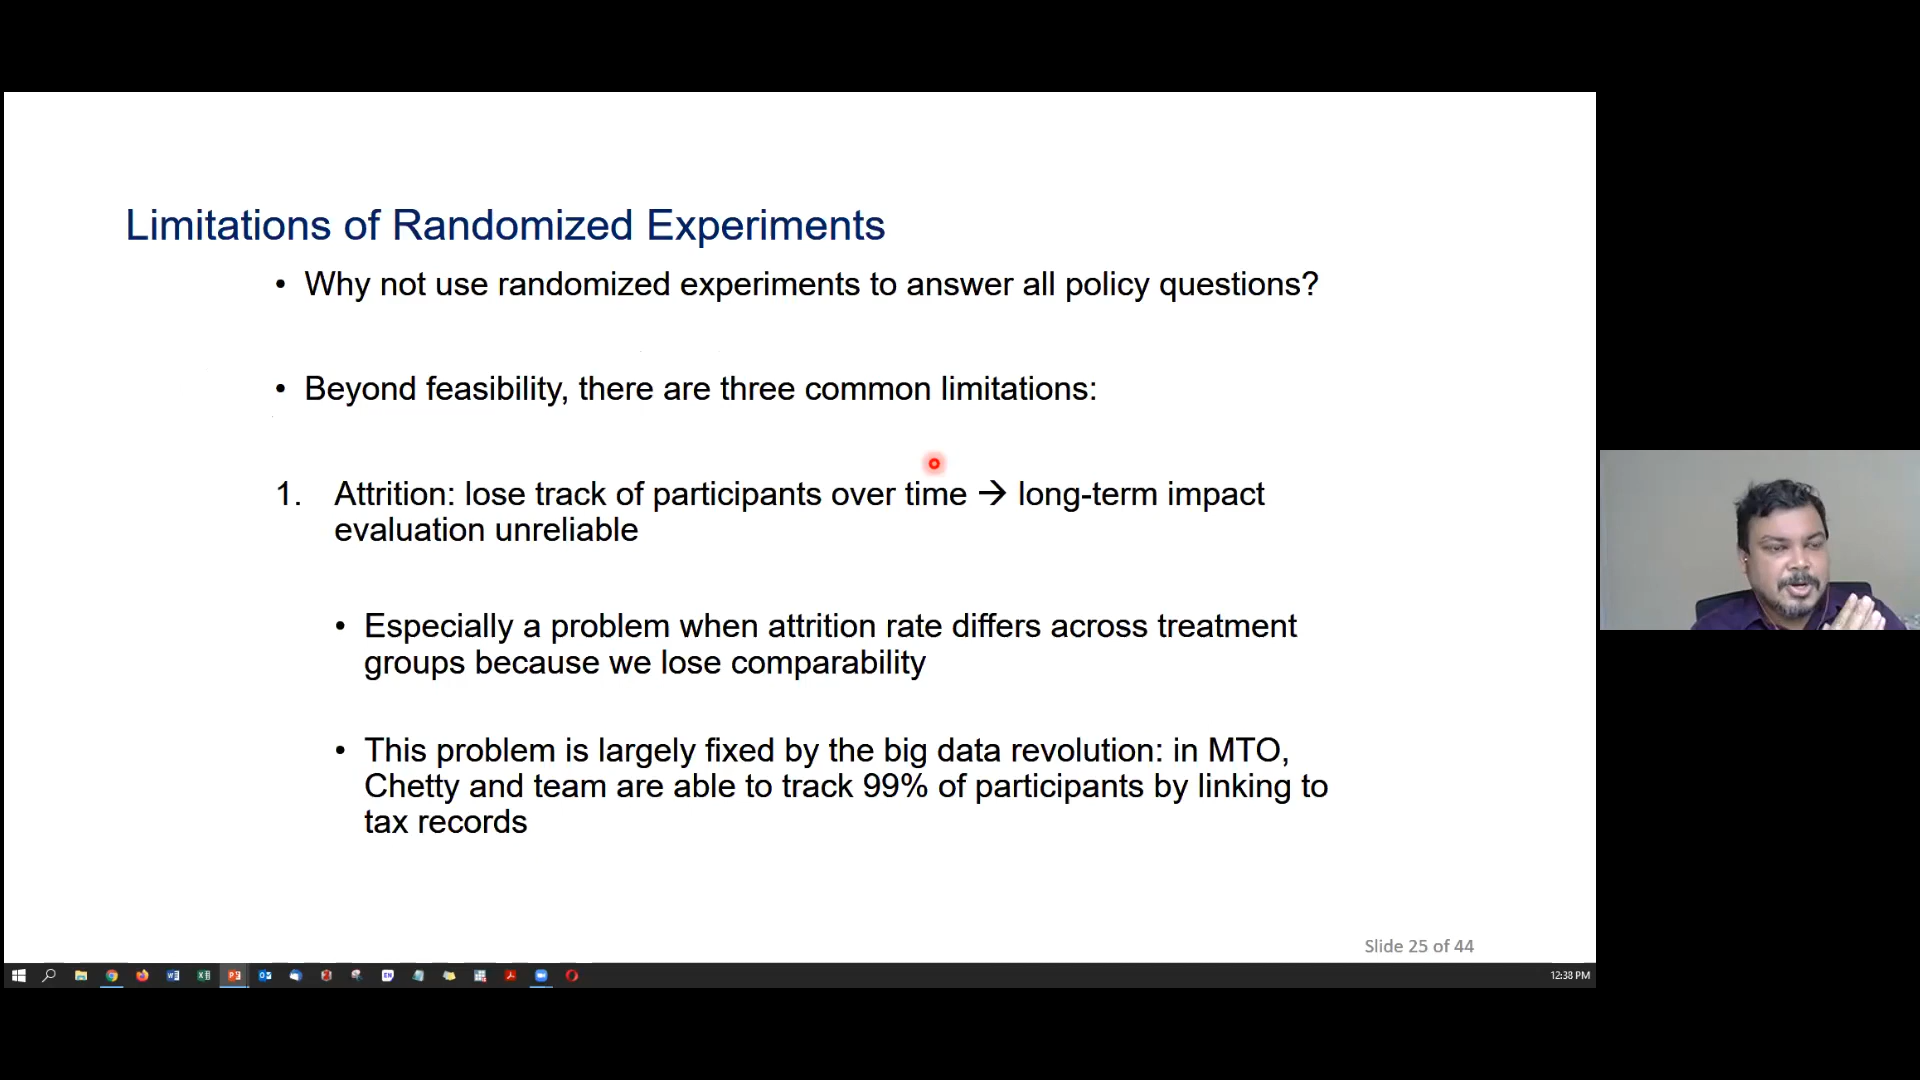 Limitations of Randomized Experiments
• Why not use randomized experiments to answer all policy questions?
• Beyond feasibility, there are three common limitations:
1. Attrition: lose track of participants over time → long-term impact
evaluation unreliable
• Especially a problem when attrition rate differs across treatment
groups because we lose comparability
• This problem is largely fixed by the big data revolution: in MTO,
Chetty and team are able to track 99% of participants by linking to
tax records
Slide 25 of 44
12:38 PM